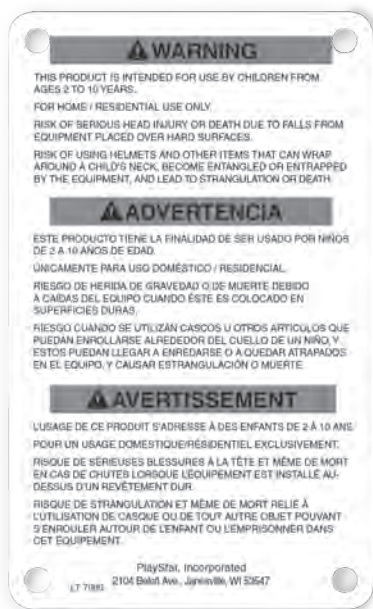 WARNING
THIS PRODUCT IS INTENDED FOR USE BY CHILDREN FROM
AGES 2 TO 10 YEARS.
FOR HOME / RESIDENTIAL USE ONLY.
RISK OF SERIOUS HEAD INJURY OR DEATH DUE TO FALLS FROM
EQUIPMENT PLACED OVER HARD SURFACES.
RISK OF USING HELMETS AND OTHER ITEMS THAT CAN WRAP
AROUND A CHILD'S NECK, BECOME ENTANGLED OR ENTRAPPED
BY THE EQUIPMENT, AND LEAD TO STRANGULATION OR DEATH.
ADVERTENCIA
ESTE PRODUCTO TIENE LA FINALIDAD DE SER USADO POR NIÑOS
DE 2 A 10 AÑOS DE EDAD.
ÚNICAMENTE PARA USO DOMÉSTICO / RESIDENCIAL.
RIESGO DE HERIDA DE GRAVEDAD O DE MUERTE DEBIDO
A CAÍDAS DEL EQUIPO CUANDO ÉSTE ES COLOCADO EN
SUPERFICIES DURAS.
RIESGO CUANDO SE UTILIZAN CASCOS U OTROS ARTICULOS QUE
PUEDAN ENROLLARSE ALREDEDOR DEL CUELLO DE UN NIÑO, Y
ESTOS PUEDAN LLEGAR A ENREDARSE O A QUEDAR ATRAPADOS
EN EL EQUIPO, Y CAUSAR ESTRANGULACIÓN O MUERTE.
AVERTISSEMENT
L'USAGE DE CE PRODUIT S'ADRESSE À DES ENFANTS DE 2 À 10 ANS.
POUR UN USAGE DOMESTIQUE/RÉSIDENTIEL EXCLUSIVEMENT.
RISQUE DE SÉRIEUSES BLESSURES À LA TÊTE ET MÊME DE MORT
EN CAS DE CHUTES LORSQUE L'ÉQUIPEMENT EST INSTALLÉ AU-
DESSUS D'UN REVÊTEMENT DUR.
RISQUE DE STRANGULATION ET MÊME DE MORT RELIÉ À
L'UTILISATION DE CASQUE OU DE TOUT AUTRE OBJET POUVANT
S'ENROULER AUTOUR DE L'ENFANT OU L'EMPRISONNER DANS
CET ÉQUIPEMENT.
PlayStar, Incorporated
2104 Beloit Ave., Janesville, WI 53547
LT